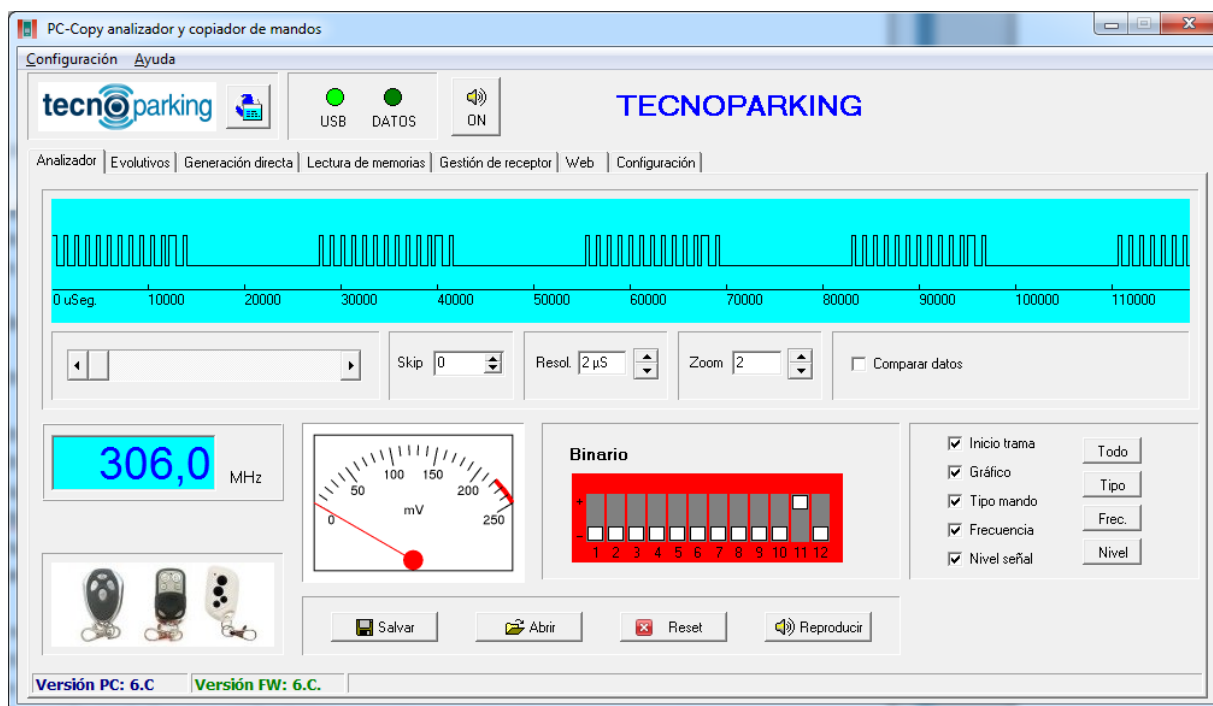 PC-Copy analizador y copiador de mandos
Configuración Ayuda
tecnoparking
USB DATOS ON
TECNOPARKING
Analizador Evolutivos Generación directa Lectura de memorias Gestión de receptor Web Configuración
0 uSeg. 10000 20000 30000 40000 50000 60000 70000 80000 90000 100000 110000
Skip 0 Resol. 2 µS Zoom 2 Comparar datos
306,0 MHz
0 50 100 150 200 250
mV
Binario
+
-
1 2 3 4 5 6 7 8 9 10 11 12
Inicio trama
Gráfico
Tipo mando
Frecuencia
Nivel señal
Todo
Tipo
Frec.
Nivel
Salvar Abrir Reset Reproducir
Versión PC: 6.C Versión FW: 6.C.